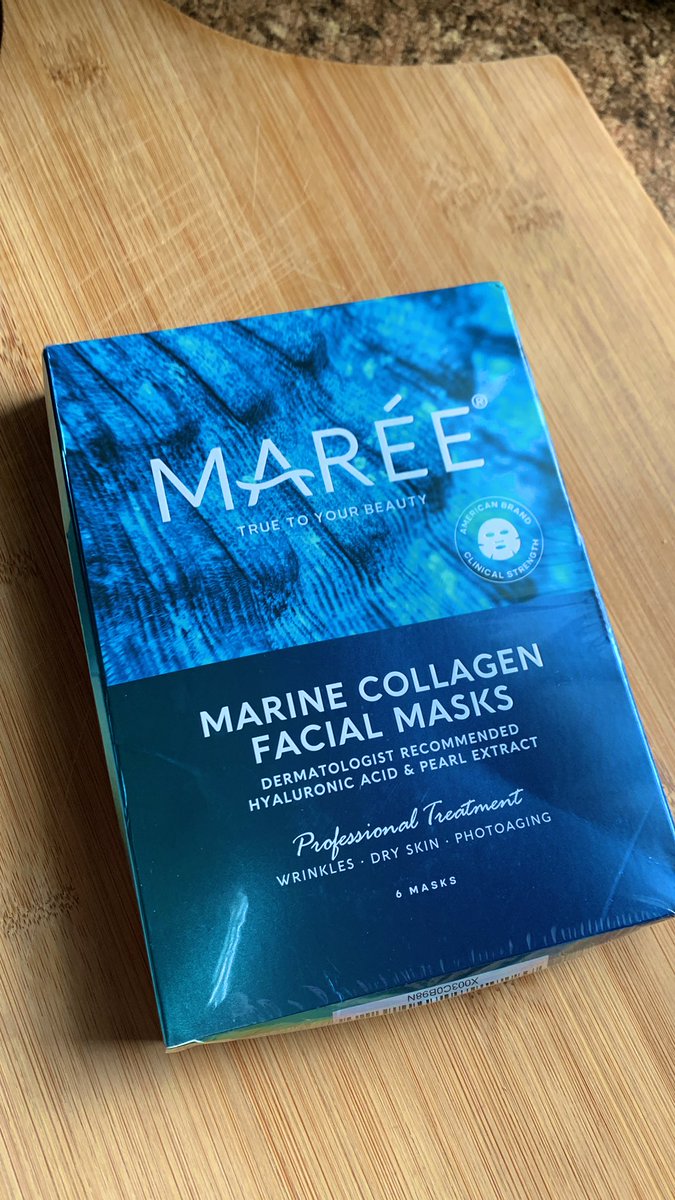 MARÉE®
TRUE TO YOUR BEAUTY
AMERICAN BRAND
CLINICAL STRENGTH
MARINE COLLAGEN
FACIAL MASKS
DERMATOLOGIST RECOMMENDED
HYALURONIC ACID & PEARL EXTRACT
Professional Treatment
WRINKLES · DRY SKIN · PHOTOAGING
6 MASKS
X003C0B98N